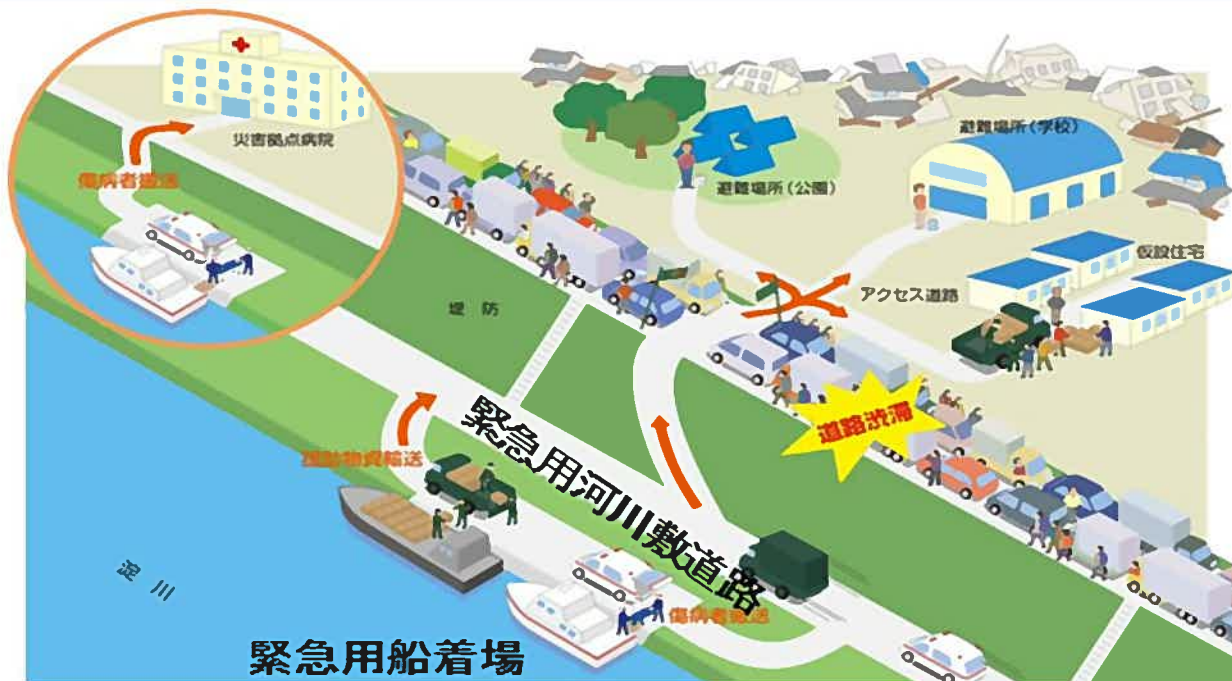 災害拠点病院
傷病者搬送
避難場所(学校)
避難場所(公園)
仮設住宅
アクセス道路
堤防
道路渋滞
緊急用河川敷道路
援助物資輸送
淀川
傷病者搬送
緊急用船着場